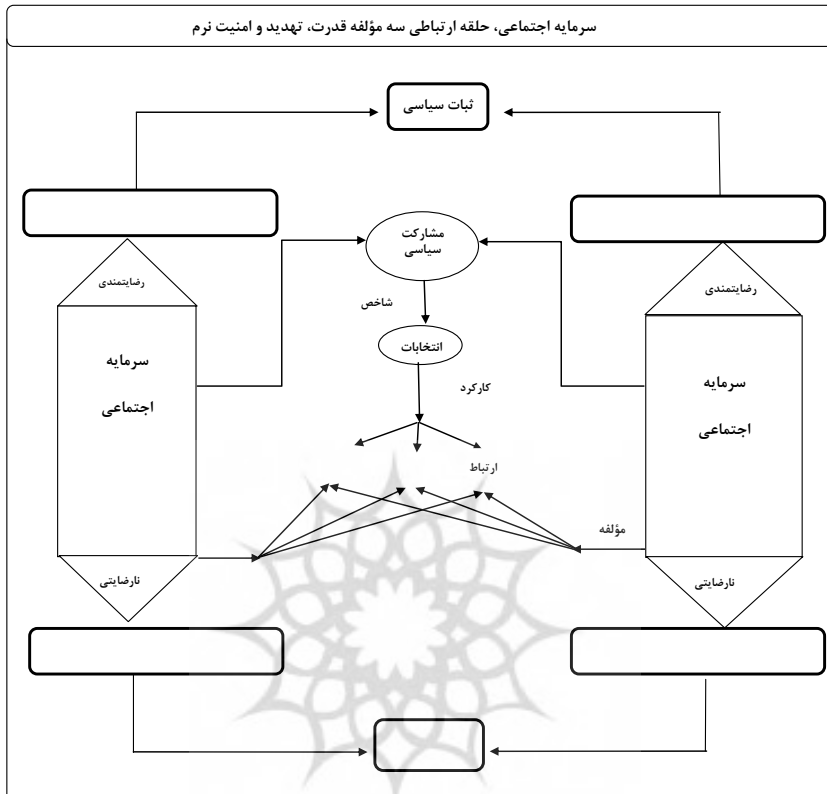 سرمایه اجتماعی، حلقه ارتباطی سه مؤلفه قدرت، تهدید و امنیت نرم
ثبات سیاسی
مشارکت
سیاسی
رضایتمندی
رضایتمندی
شاخص
انتخابات
سرمایه
اجتماعی
سرمایه
اجتماعی
کارکرد
ارتباط
مؤلفه
نارضایتی
نارضایتی